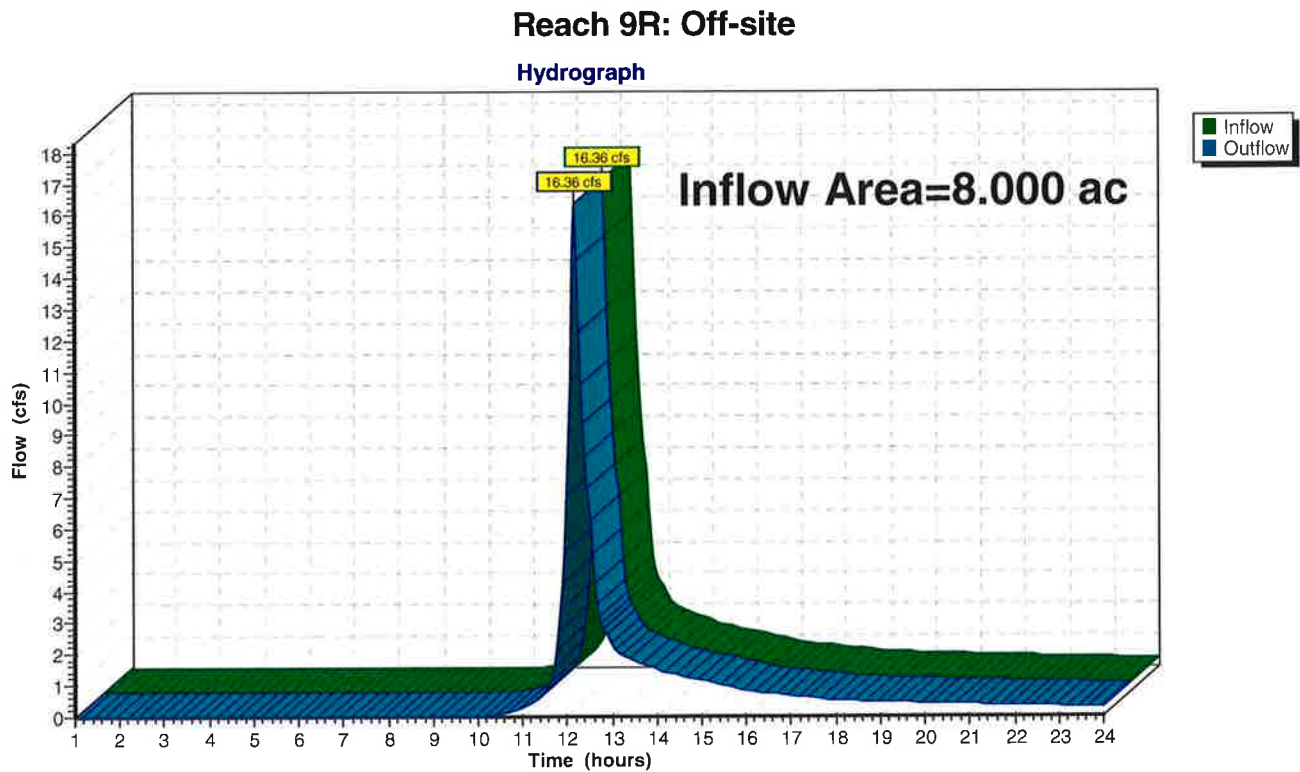 Reach 9R: Off-site
Hydrograph
Inflow
Outflow
16.36 cfs
16.36 cfs
Inflow Area=8.000 ac
Flow (cfs)
18
17
16
15
14
13
12
11
10
9
8
7
6
5
4
3
2
1
0
1 2 3 4 5 6 7 8 9 10 11 12 13 14 15 16 17 18 19 20 21 22 23 24
Time (hours)